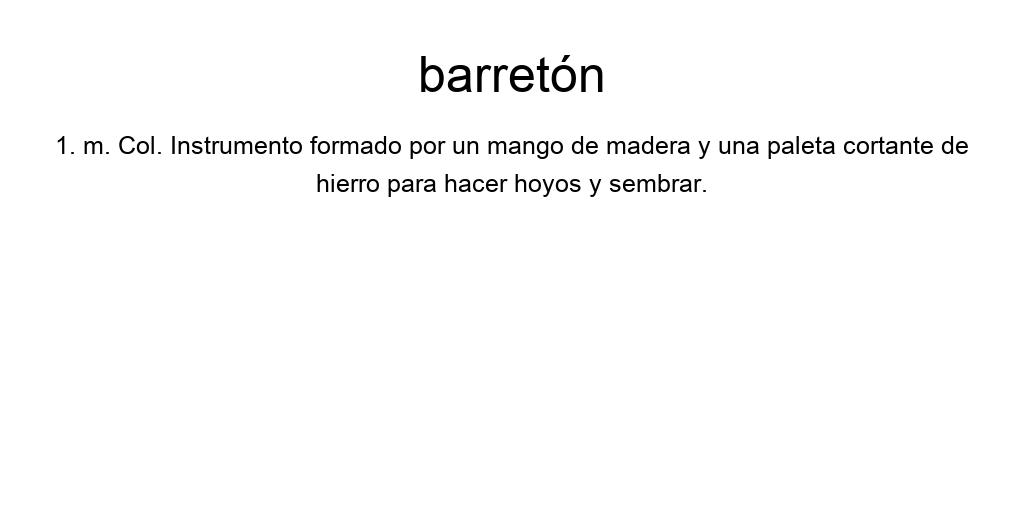 barretón
1. m. Col. Instrumento formado por un mango de madera y una paleta cortante de
hierro para hacer hoyos y sembrar.